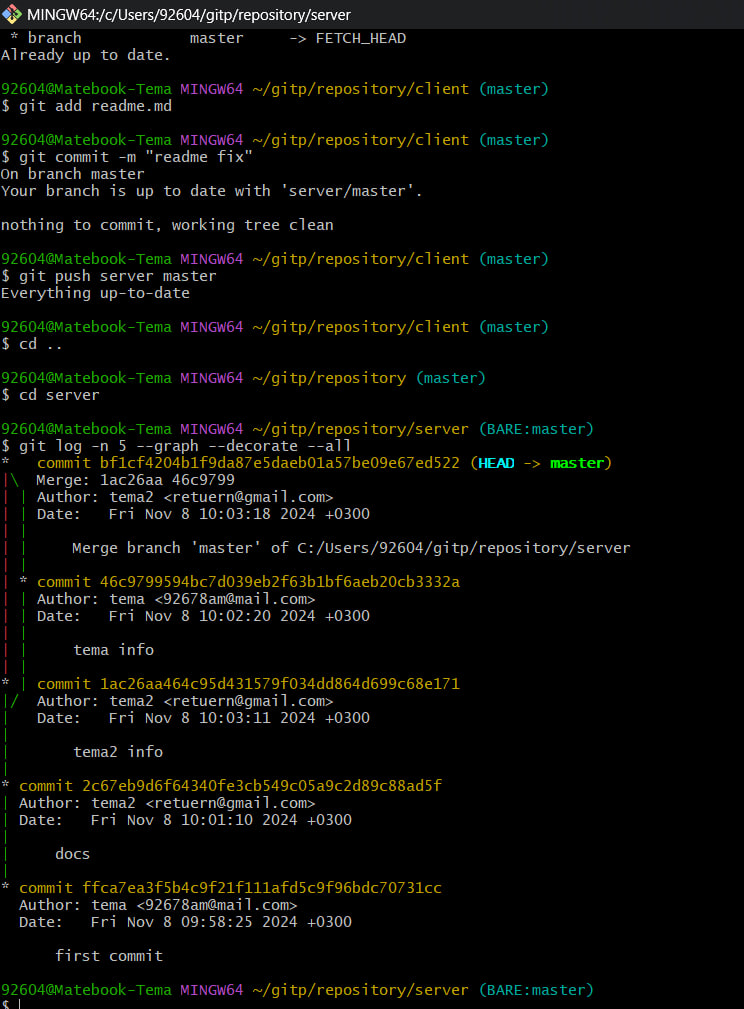 MINGW64:/c/Users/92604/gitp/repository/server
* branch master -> FETCH_HEAD
Already up to date.
92604@Matebook-Tema MINGW64 ~/gitp/repository/client (master)
$ git add readme.md
92604@Matebook-Tema MINGW64 ~/gitp/repository/client (master)
$ git commit -m "readme fix"
On branch master
Your branch is up to date with 'server/master'.
nothing to commit, working tree clean
92604@Matebook-Tema MINGW64 ~/gitp/repository/client (master)
$ git push server master
Everything up-to-date
92604@Matebook-Tema MINGW64 ~/gitp/repository/client (master)
$ cd ..
92604@Matebook-Tema MINGW64 ~/gitp/repository (master)
$ cd server
92604@Matebook-Tema MINGW64 ~/gitp/repository/server (BARE:master)
$ git log -n 5 --graph --decorate --all
*   commit bf1cf4204b1f9da87e5daeb01a57be09e67ed522 (HEAD -> master)
|\  Merge: 1ac26aa 46c9799
| | Author: tema2 <retuern@gmail.com>
| | Date:   Fri Nov 8 10:03:18 2024 +0300
| |
| |     Merge branch 'master' of C:/Users/92604/gitp/repository/server
| |
| * commit 46c9799594bc7d039eb2f63b1bf6aeb20cb3332a
| | Author: tema <92678am@mail.com>
| | Date:   Fri Nov 8 10:02:20 2024 +0300
| |
| |     tema info
| |
* | commit 1ac26aa464c95d431579f034dd864d699c68e171
|/  Author: tema2 <retuern@gmail.com>
|   Date:   Fri Nov 8 10:03:11 2024 +0300
|
|       tema2 info
|
* commit 2c67eb9d6f64340fe3cb549c05a9c2d89c88ad5f
| Author: tema2 <retuern@gmail.com>
| Date:   Fri Nov 8 10:01:10 2024 +0300
|
|     docs
|
* commit ffca7ea3f5b4c9f21f111afd5c9f96bdc70731cc
  Author: tema <92678am@mail.com>
  Date:   Fri Nov 8 09:58:25 2024 +0300
      first commit
92604@Matebook-Tema MINGW64 ~/gitp/repository/server (BARE:master)
$